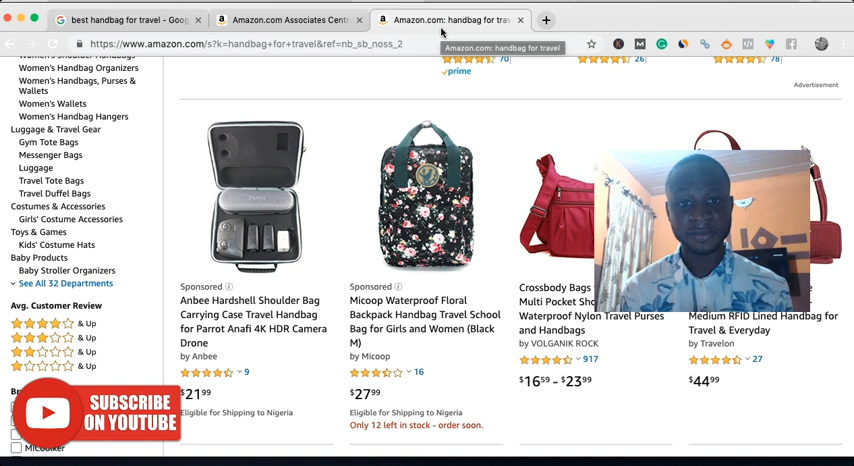 best handbag for travel - Goog
Amazon.com Associates Centr
Amazon.com: handbag for trav
https://www.amazon.com/s?k=handbag+for+travel&ref=nb_sb_noss_2
Amazon.com: handbag for travel
Women's Shoulder Handbags
Women's Handbag Organizers
Women's Handbags, Purses &
Wallets
Women's Wallets
Women's Handbag Hangers
Luggage & Travel Gear
Gym Tote Bags
Messenger Bags
Luggage
Travel Tote Bags
Travel Duffel Bags
Costumes & Accessories
Girls' Costume Accessories
Toys & Games
Kids' Costume Hats
Baby Products
Baby Stroller Organizers
See All 32 Departments
Avg. Customer Review
& Up
& Up
& Up
& Up
SUBSCRIBE
ON YOUTUBE
70
prime
26
78
Advertisement
Sponsored
Anbee Hardshell Shoulder Bag
Carrying Case Travel Handbag
for Parrot Anafi 4K HDR Camera
Drone
by Anbee
9
$21.99
Eligible for Shipping to Nigeria
Sponsored
Micoop Waterproof Floral
Backpack Handbag Travel School
Bag for Girls and Women (Black
M)
by Micoop
16
$27.99
Eligible for Shipping to Nigeria
Only 12 left in stock - order soon.
Crossbody Bags
Multi Pocket Sho
Waterproof Nylon Travel Purses
and Handbags
by VOLGANIK ROCK
917
$16.59 - $23.99
Medium RFID Lined Handbag for
Travel & Everyday
by Travelon
27
$44.99